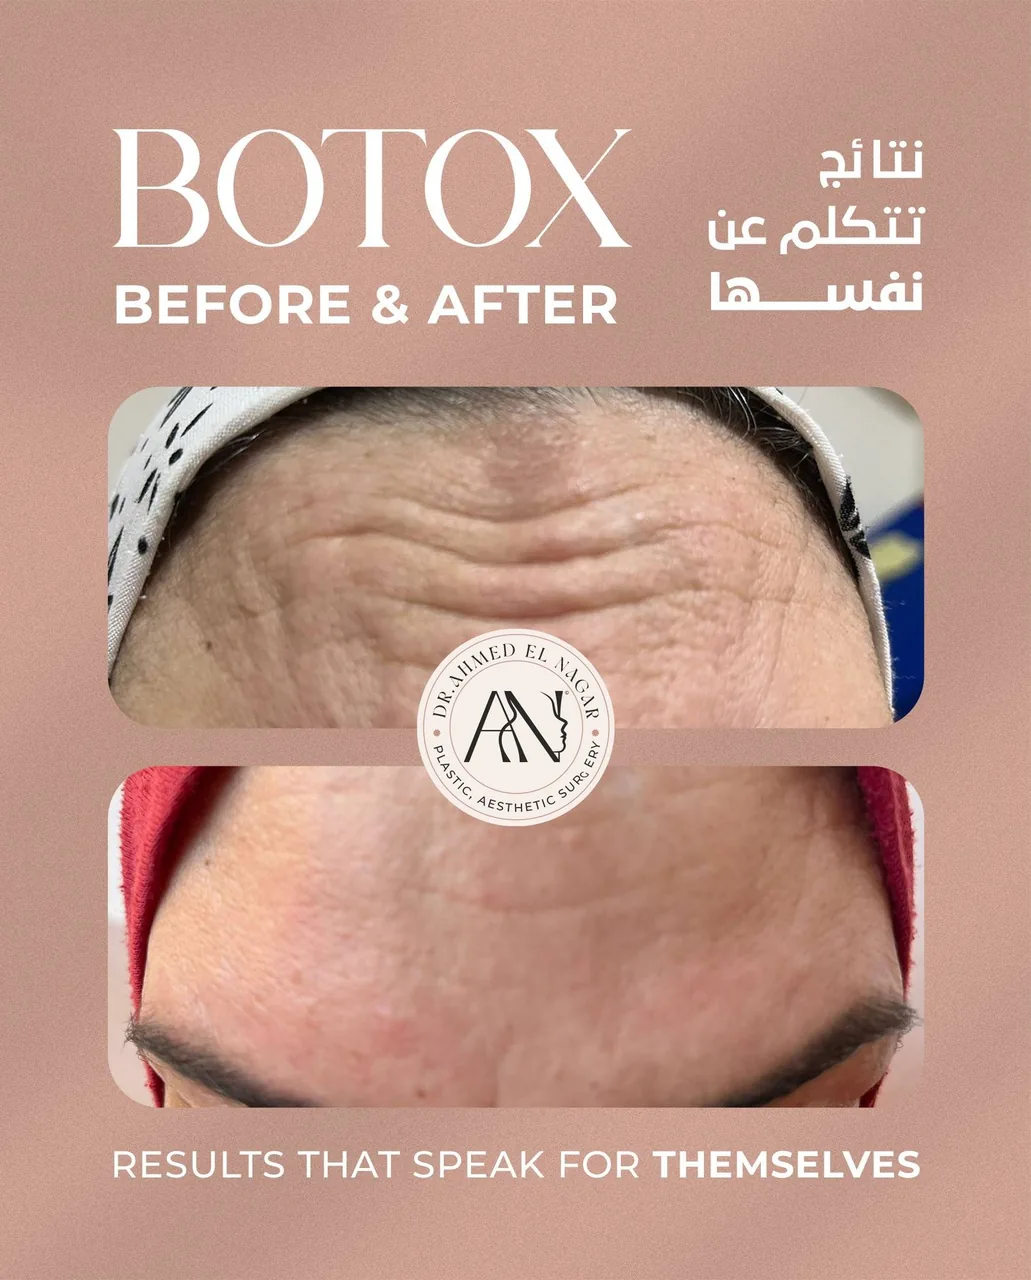 BOTOX
BEFORE & AFTER
نتائج
تتكلم عن
نفســـها
DR.AHMED EL NAGAR
AN
PLASTIC, AESTHETIC SURGERY
RESULTS THAT SPEAK FOR THEMSELVES